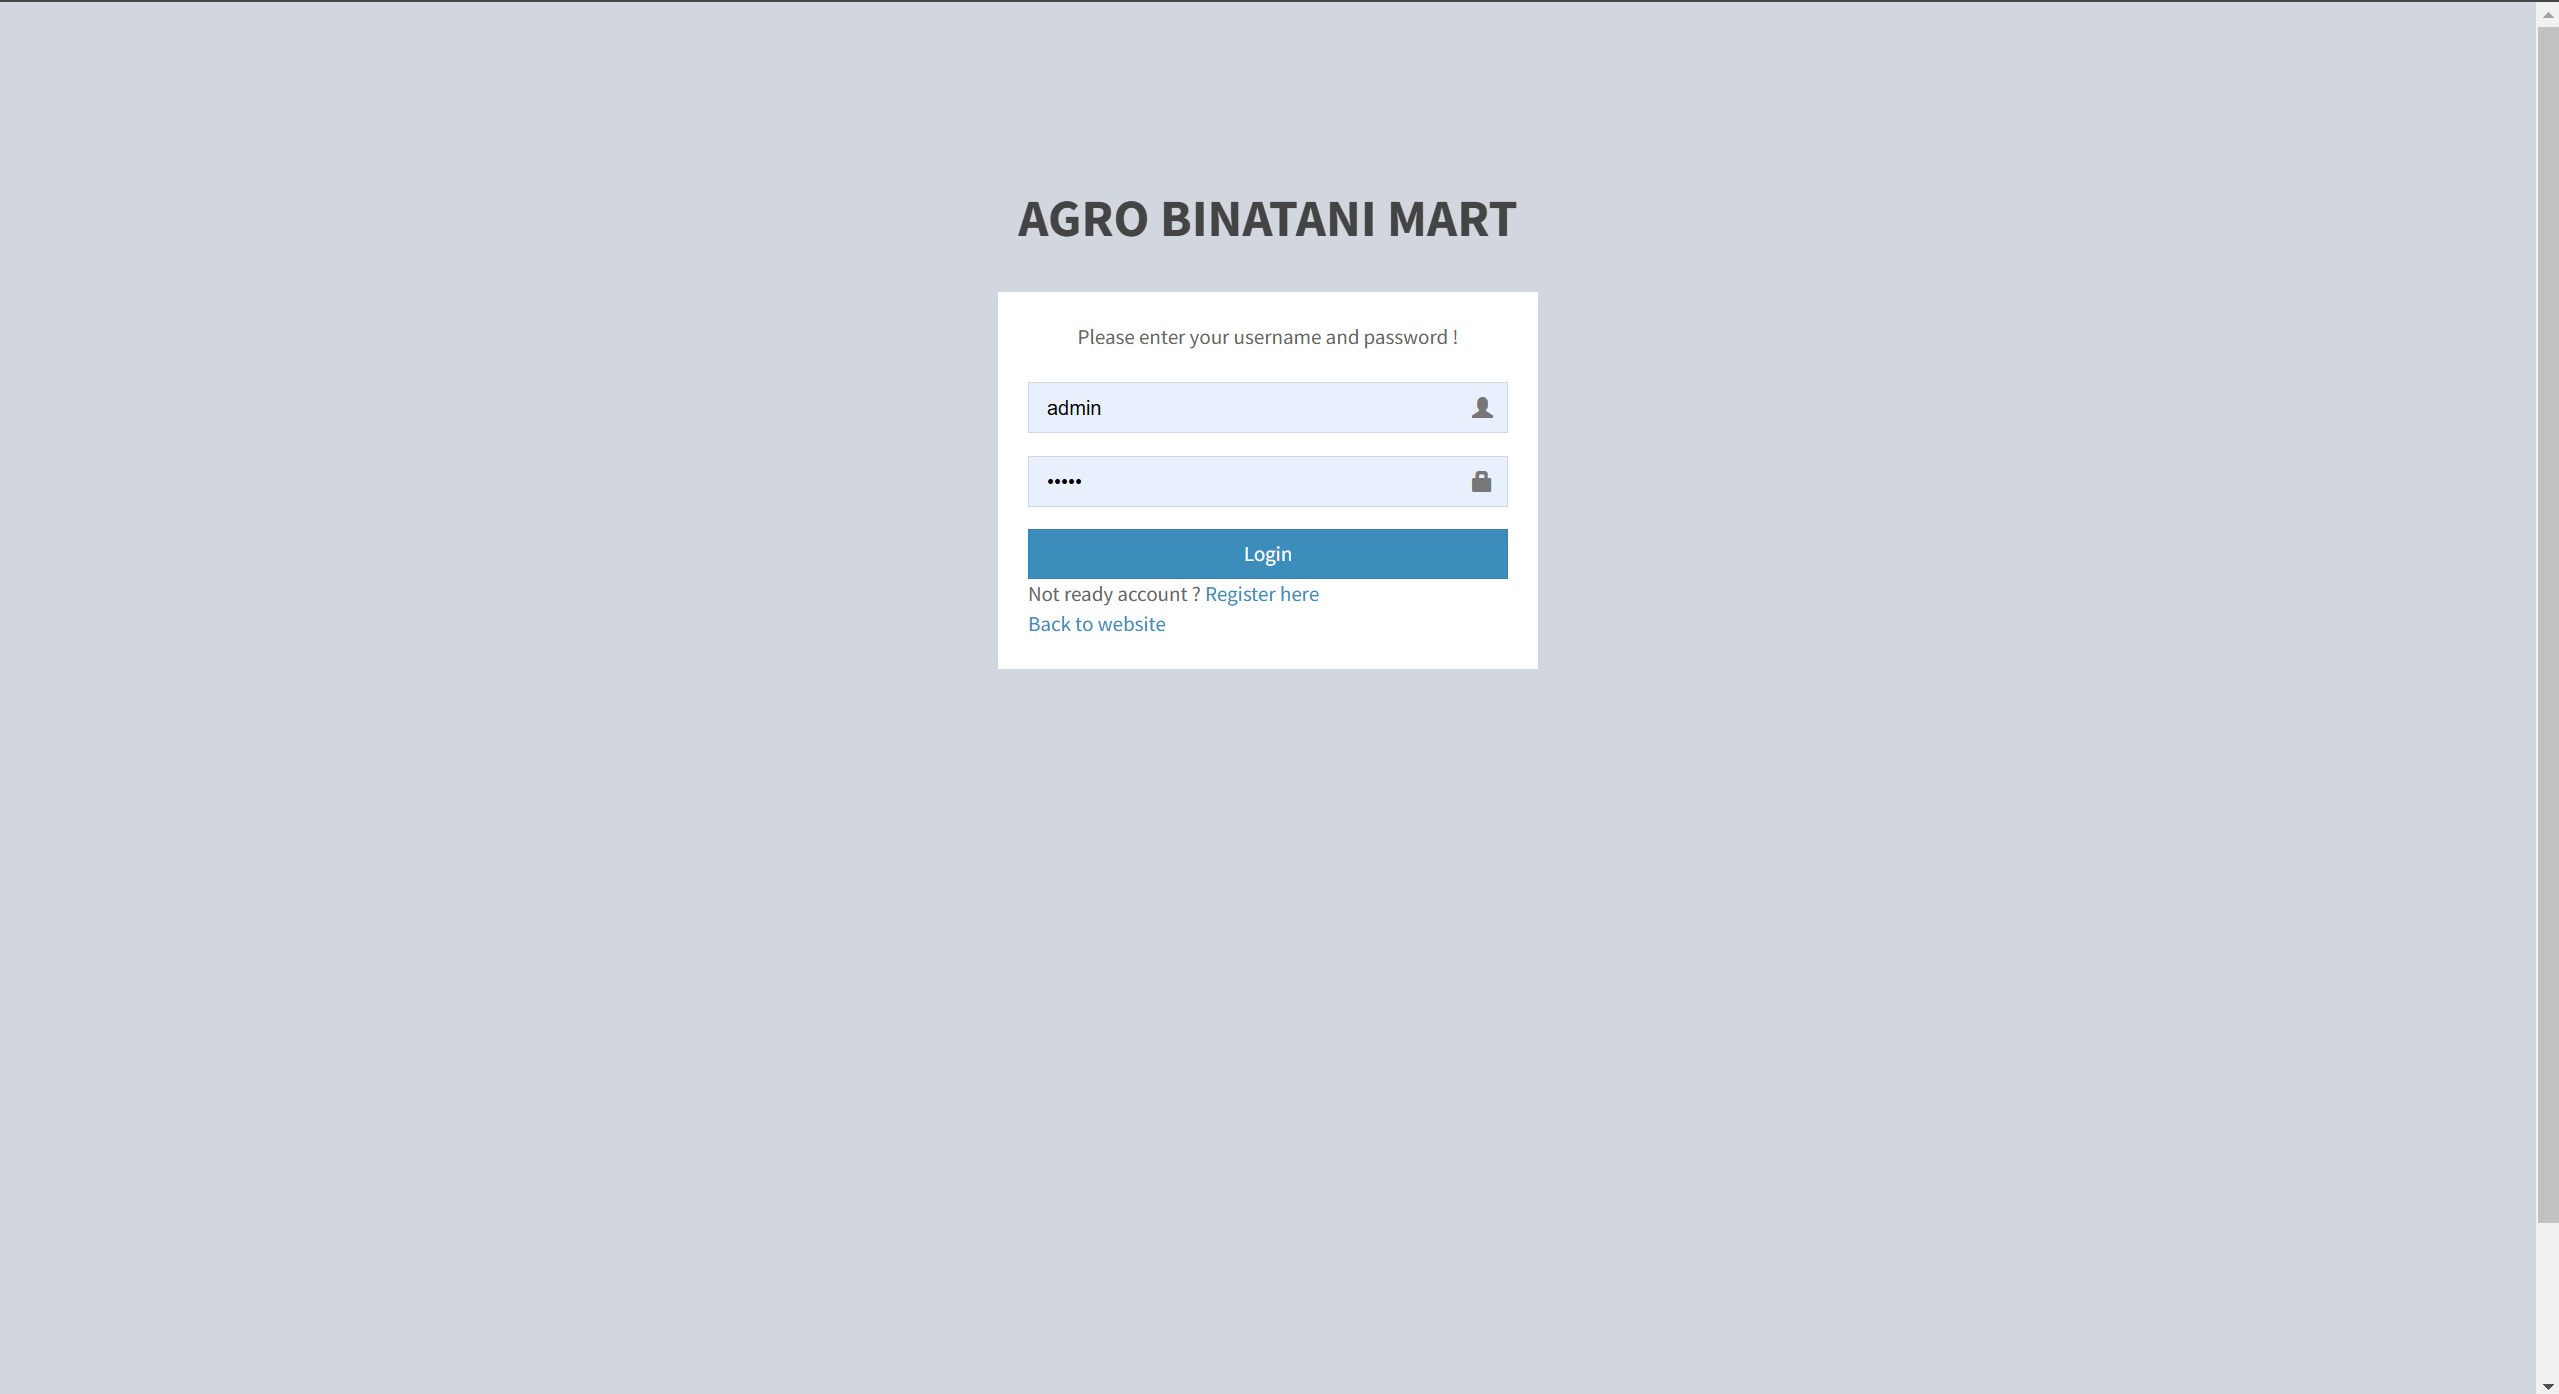 AGRO BINATANI MART
Please enter your username and password !
admin
•••••
Login
Not ready account ? Register here
Back to website